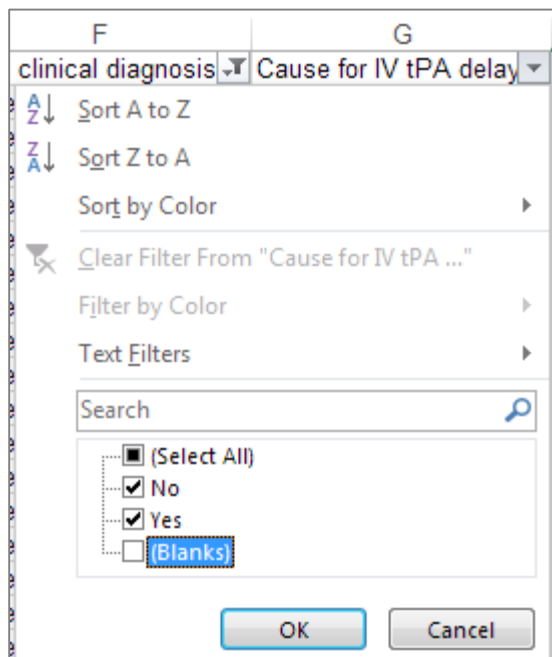 F G
clinical diagnosis Cause for IV tPA delay
Sort A to Z
Sort Z to A
Sort by Color
Clear Filter From "Cause for IV tPA ..."
Filter by Color
Text Filters
Search
(Select All)
No
Yes
(Blanks)
OK Cancel